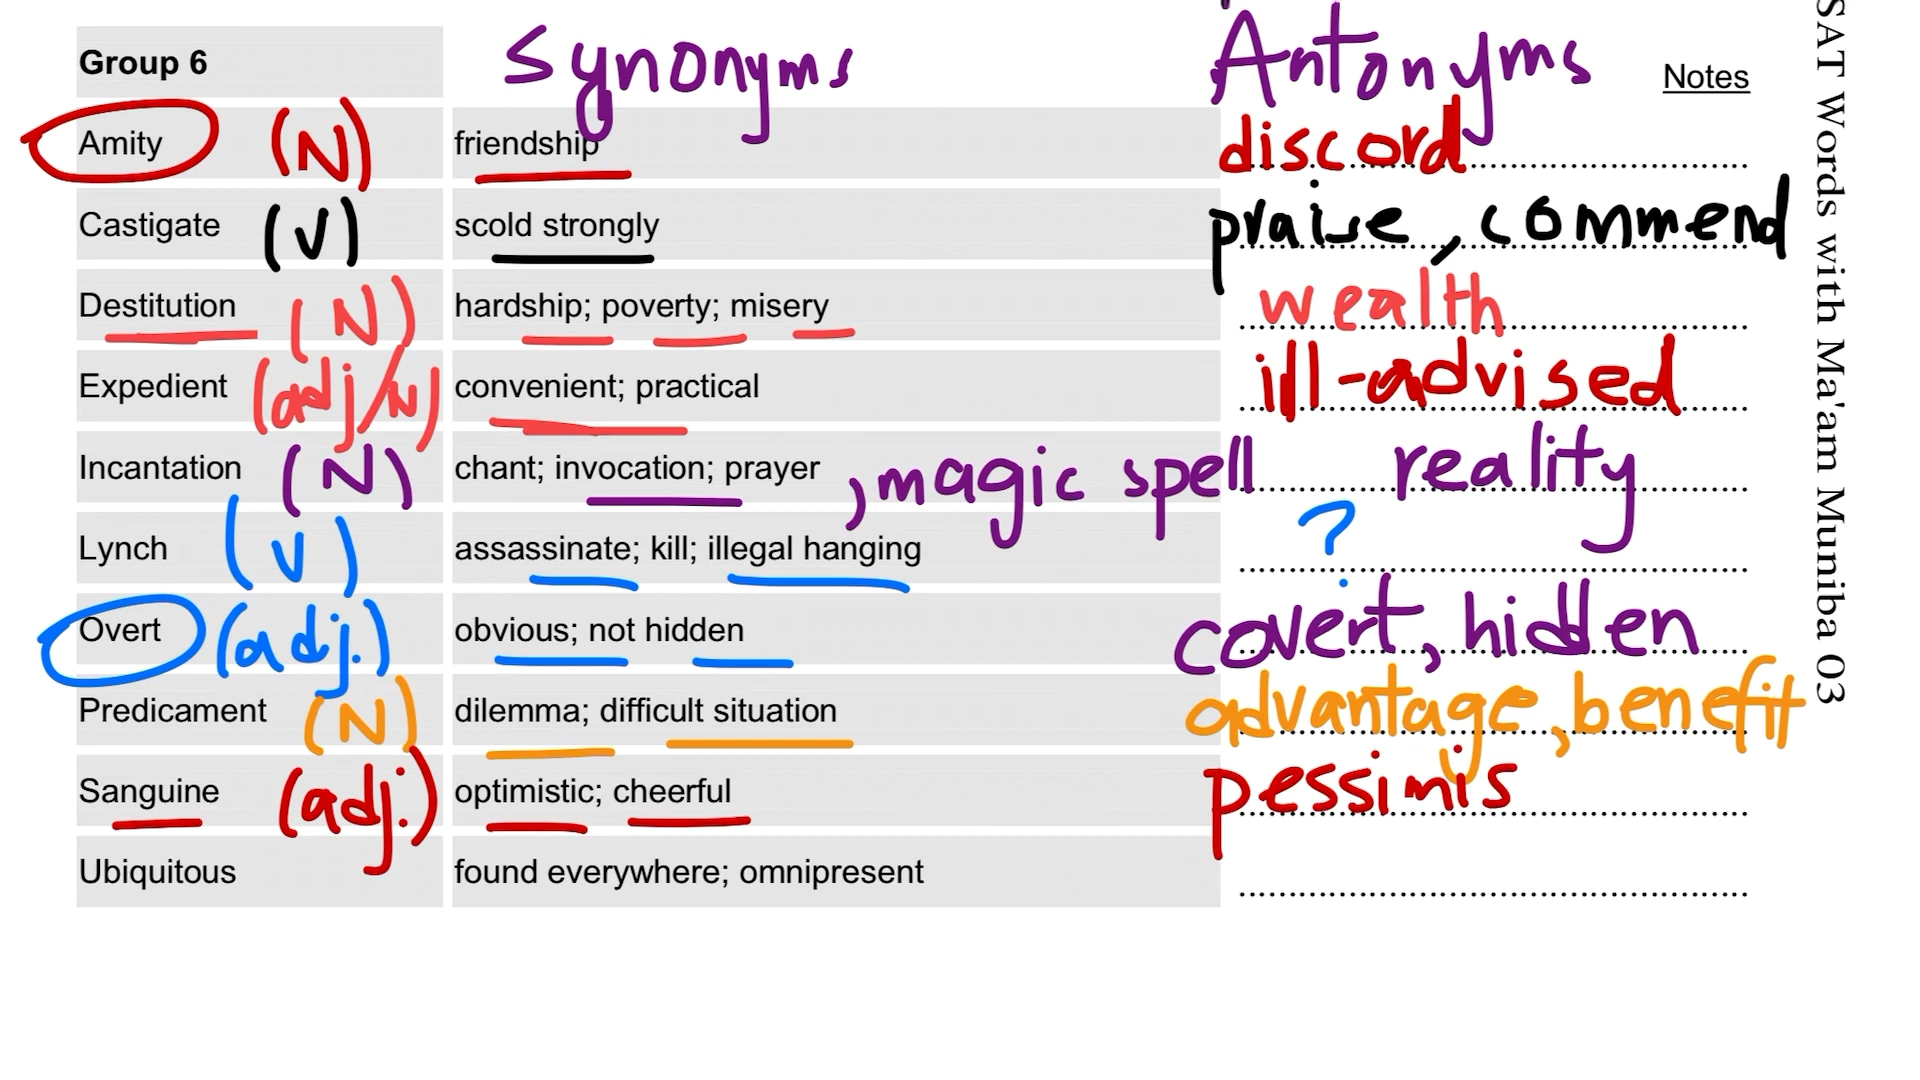 Group 6 Synonyms Antonyms Notes
Amity (N) friendship discord
Castigate (V) scold strongly praise, commend
Destitution (N) hardship; poverty; misery wealth
Expedient (adj/N) convenient; practical ill-advised
Incantation (N) chant; invocation; prayer , magic spell reality
Lynch (V) assassinate; kill; illegal hanging ?
Overt (adj.) obvious; not hidden covert, hidden
Predicament (N) dilemma; difficult situation advantage, benefit
Sanguine (adj.) optimistic; cheerful pessimis
Ubiquitous found everywhere; omnipresent
SAT Words with Ma'am Muniba 03